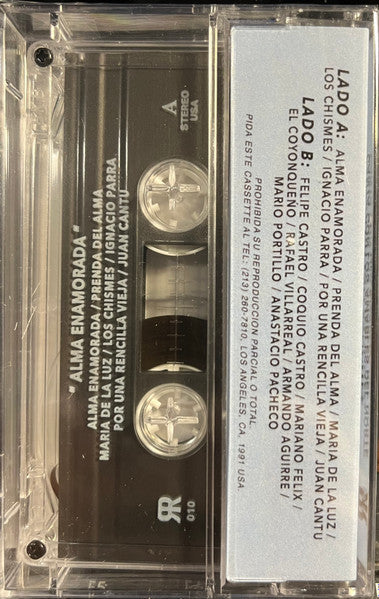 LADO A: ALMA ENAMORADA / PRENDA DEL ALMA / MARIA DE LA LUZ /
LOS CHISMES / IGNACIO PARRA / POR UNA RENCILLA VIEJA / JUAN CANTU
LADO B: FELIPE CASTRO / COQUIO CASTRO / MARIANO FELIX /
EL COYONQUEÑO / RAFAEL VILLARREAL / ARMANDO AGUIRRE /
MARIO PORTILLO / ANASTACIO PACHECO
PROHIBIDA SU REPRODUCCION PARCIAL O TOTAL.
PIDA ESTE CASSETTE AL TEL: (213) 260-7810, LOS ANGELES, CA. 1991 USA.
A
STEREO
USA
" ALMA ENAMORADA "
ALMA ENAMORADA / PRENDA DEL ALMA
MARIA DE LA LUZ / LOS CHISMES / IGNACIO PARRA
POR UNA RENCILLA VIEJA / JUAN CANTU
RR
010